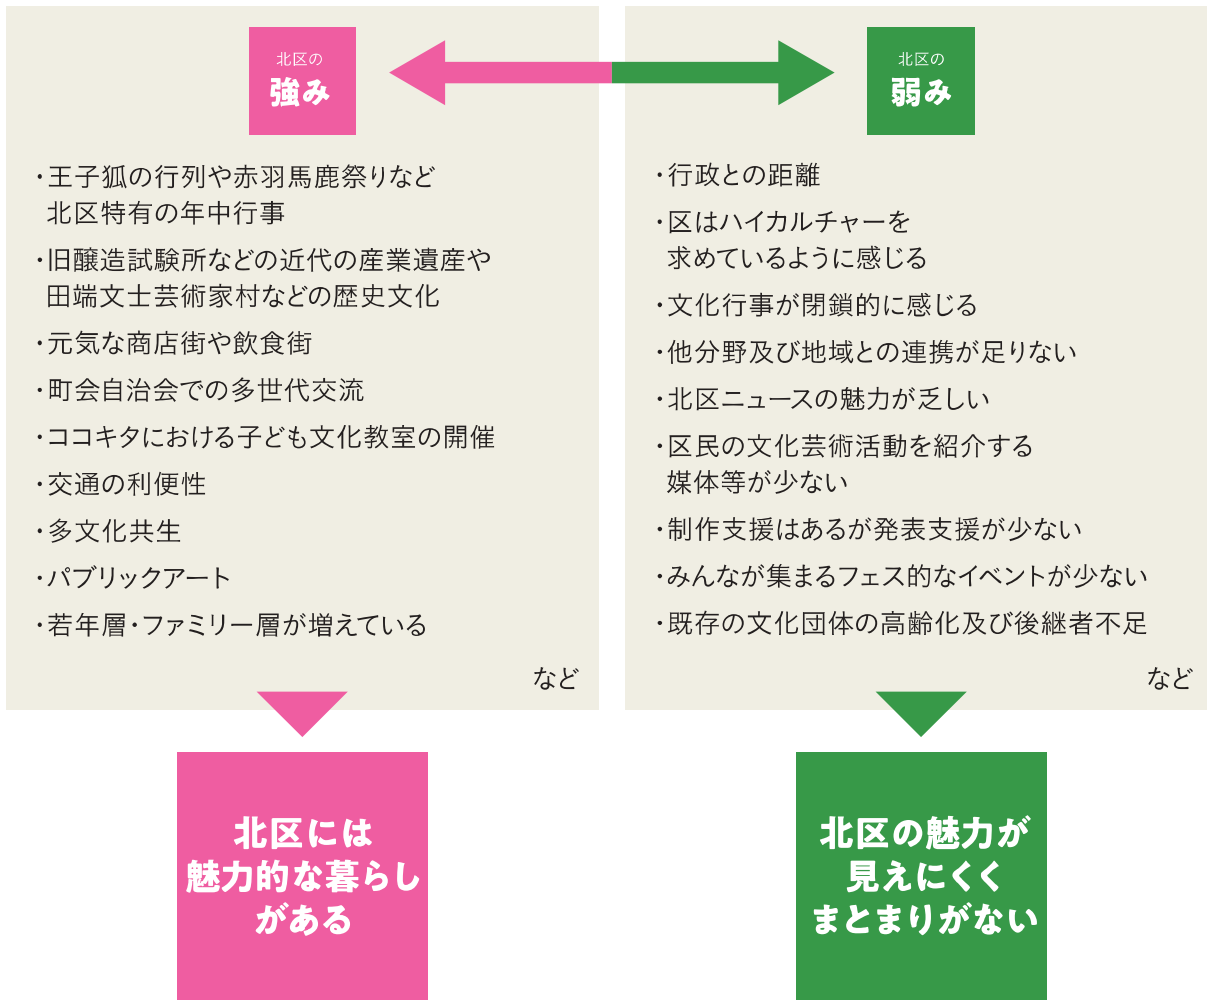 北区の
強み
・王子狐の行列や赤羽馬鹿祭りなど
北区特有の年中行事
・旧醸造試験所などの近代の産業遺産や
田端文士芸術家村などの歴史文化
・元気な商店街や飲食街
・町会自治会での多世代交流
・ココキタにおける子ども文化教室の開催
・交通の利便性
・多文化共生
・パブリックアート
・若年層・ファミリー層が増えている
など
北区には
魅力的な暮らし
がある
北区の
弱み
・行政との距離
・区はハイカルチャーを
求めているように感じる
・文化行事が閉鎖的に感じる
・他分野及び地域との連携が足りない
・北区ニュースの魅力が乏しい
・区民の文化芸術活動を紹介する
媒体等が少ない
・制作支援はあるが発表支援が少ない
・みんなが集まるフェス的なイベントが少ない
・既存の文化団体の高齢化及び後継者不足
など
北区の魅力が
見えにくく
まとまりがない